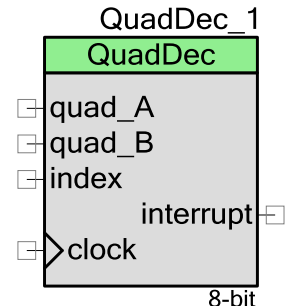 QuadDec_1
QuadDec
quad_A
quad_B
index
interrupt
clock
8-bit